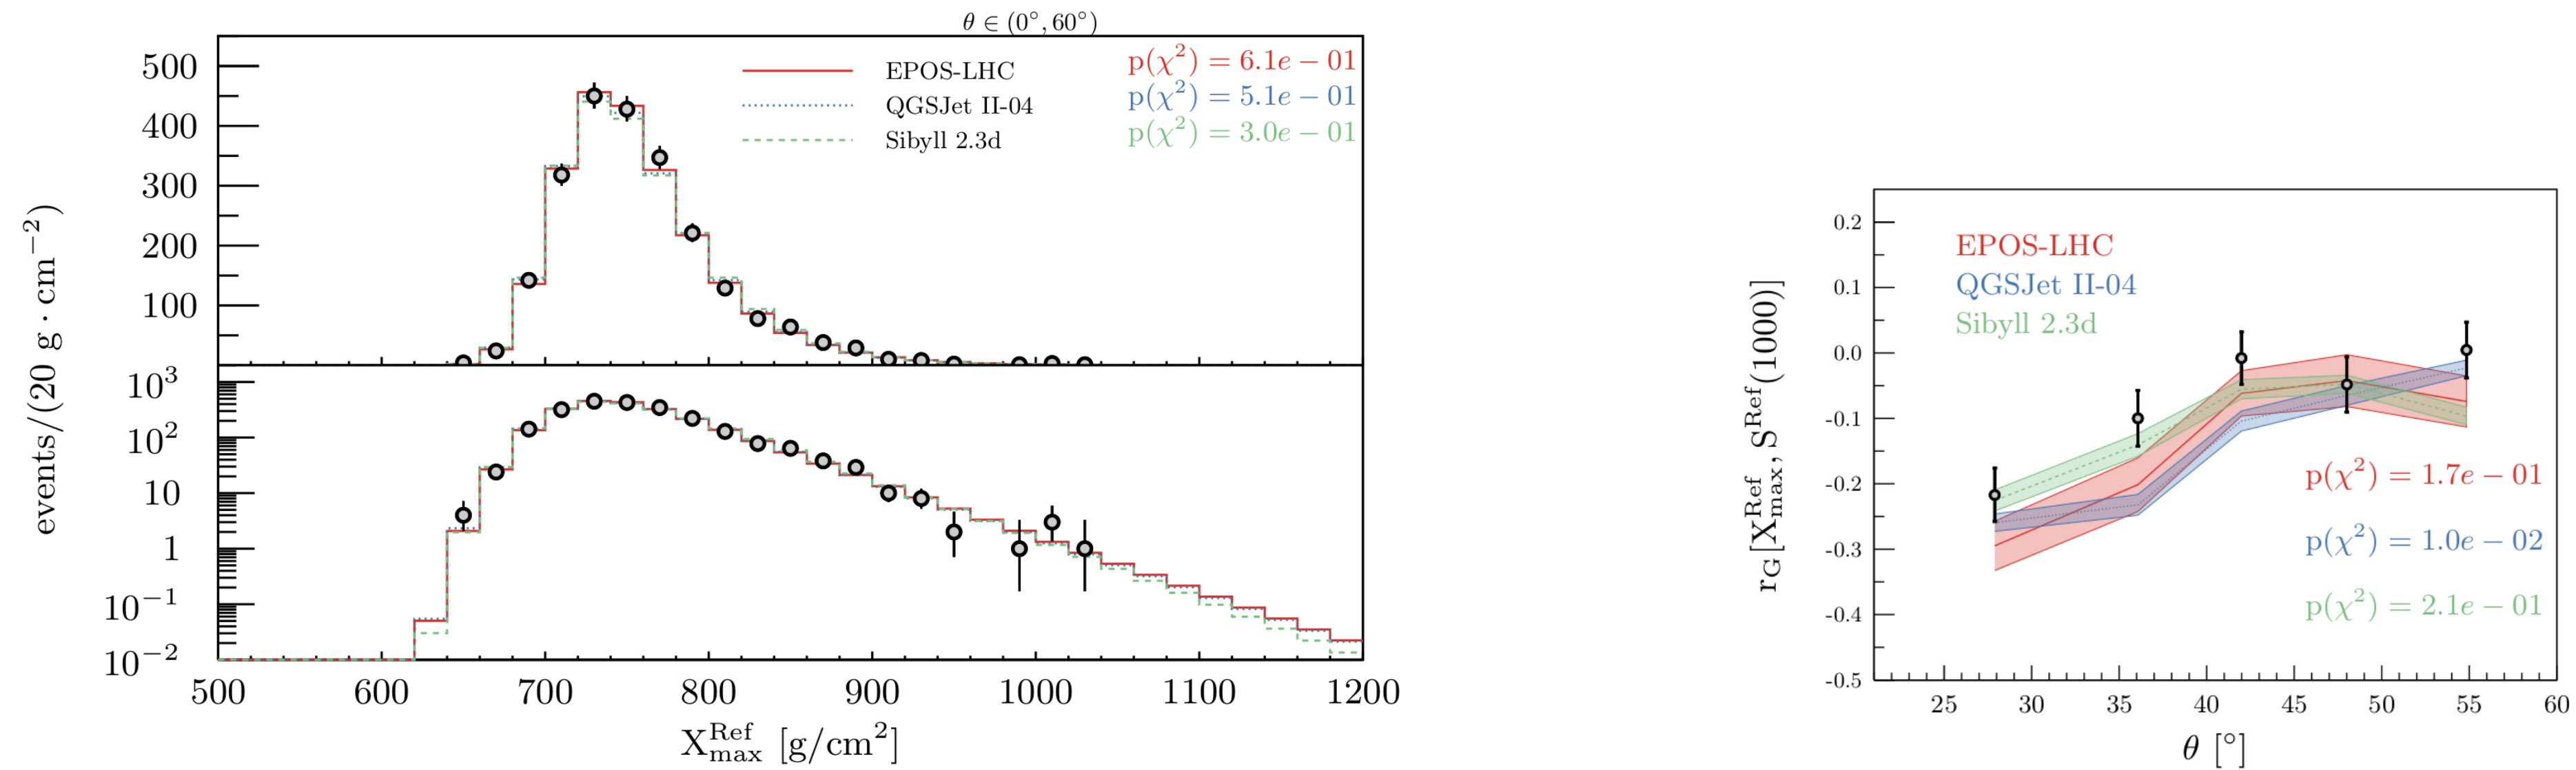 θ ∈ (0°, 60°)
500
400
300
200
100
EPOS-LHC
QGSJet II-04
Sibyll 2.3d
p(χ²) = 6.1e − 01
p(χ²) = 5.1e − 01
p(χ²) = 3.0e − 01
events/(20 g · cm⁻²)
10³
10²
10
1
10⁻¹
10⁻²
500 600 700 800 900 1000 1100 1200
X_max^Ref [g/cm²]
r_G[X_max^Ref, S^Ref(1000)]
0.2
0.1
0.0
-0.1
-0.2
-0.3
-0.4
-0.5
EPOS-LHC
QGSJet II-04
Sibyll 2.3d
p(χ²) = 1.7e − 01
p(χ²) = 1.0e − 02
p(χ²) = 2.1e − 01
25 30 35 40 45 50 55 60
θ [°]